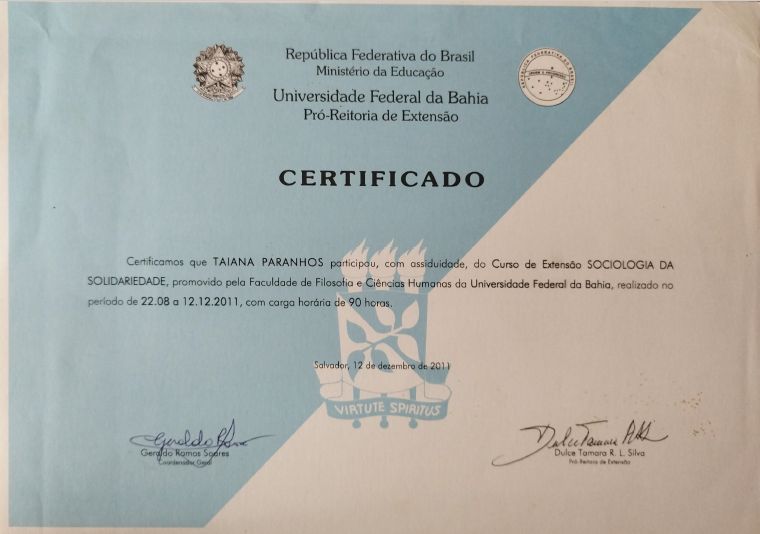 República Federativa do Brasil
Ministério da Educação
Universidade Federal da Bahia
Pró-Reitoria de Extensão
CERTIFICADO
Certificamos que TAIANA PARANHOS participou, com assiduidade, do Curso de Extensão SOCIOLOGIA DA
SOLIDARIEDADE, promovido pela Faculdade de Filosofia e Ciências Humanas da Universidade Federal da Bahia, realizado no
período de 22.08 a 12.12.2011, com carga horária de 90 horas.
Salvador, 12 de dezembro de 2011
VIRTUTE SPIRITUS
Geraldo Ramos Soares
Coordenador Geral
Dulce Tamara R. L. Silva
Pró-Reitora de Extensão